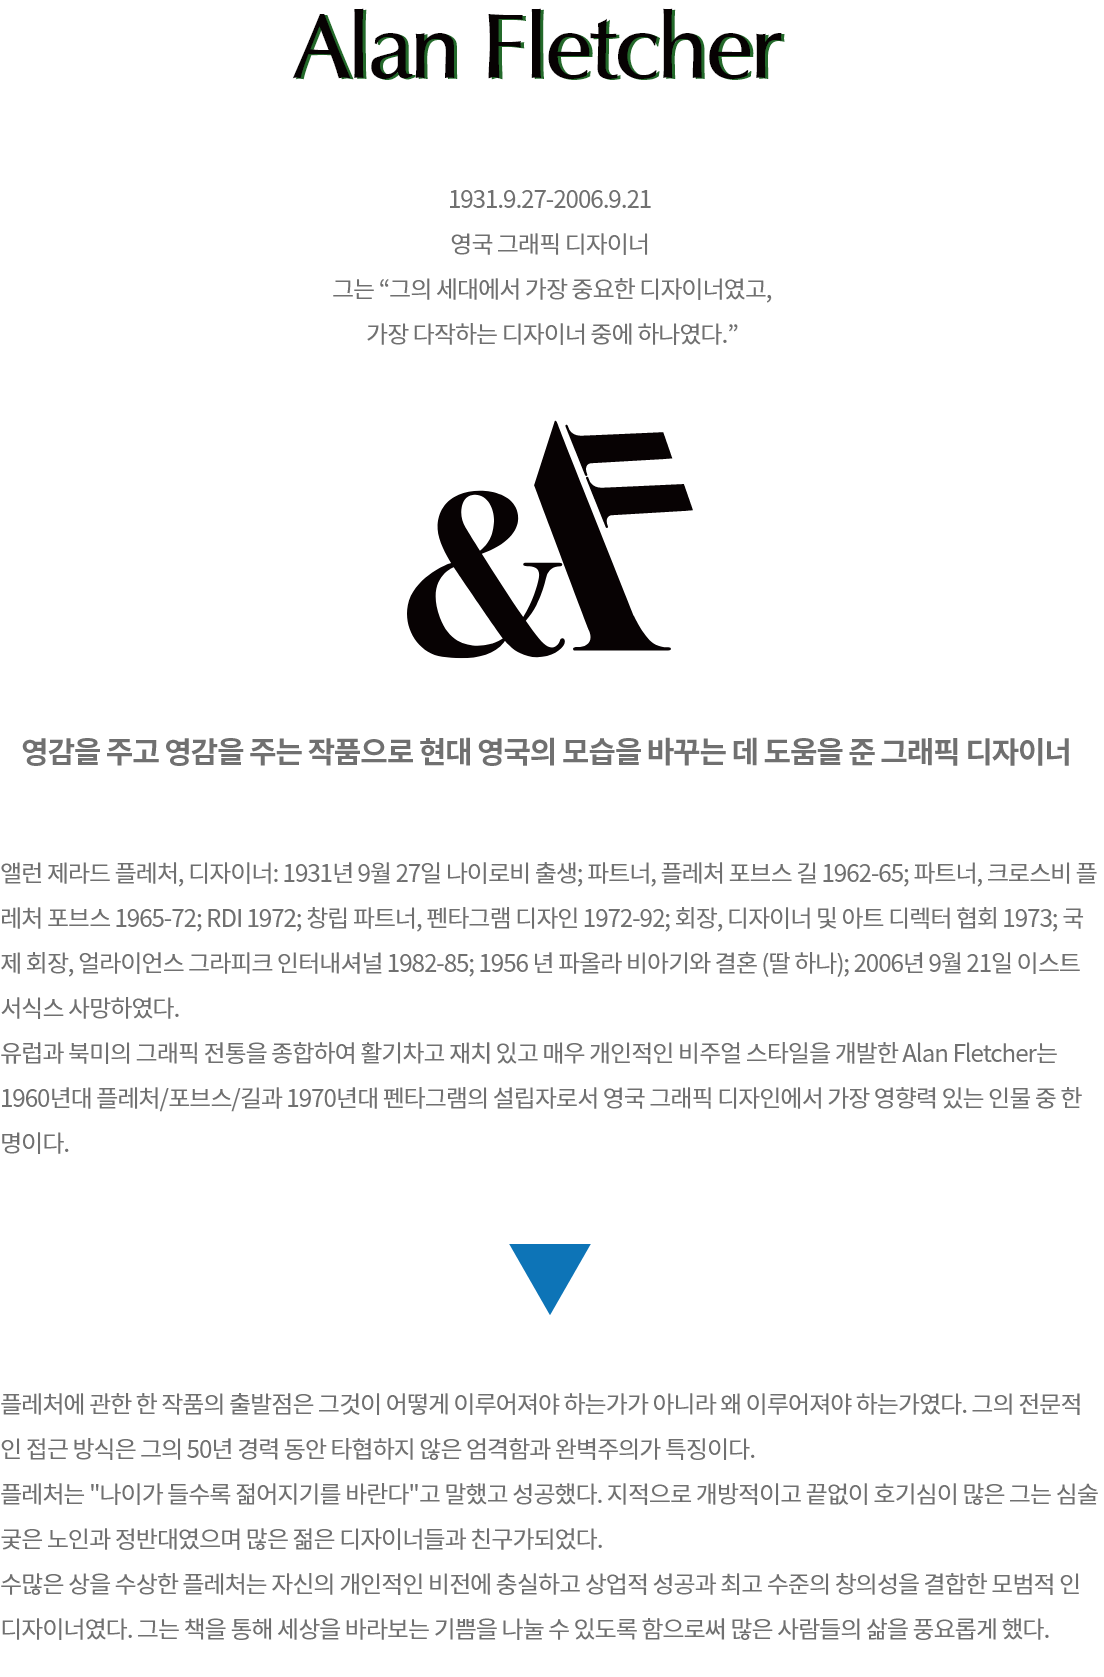 Alan Fletcher
1931.9.27-2006.9.21
영국 그래픽 디자이너
그는 “그의 세대에서 가장 중요한 디자이너였고,
가장 다작하는 디자이너 중에 하나였다.”
&AF
영감을 주고 영감을 주는 작품으로 현대 영국의 모습을 바꾸는 데 도움을 준 그래픽 디자이너
앨런 제라드 플레처, 디자이너: 1931년 9월 27일 나이로비 출생; 파트너, 플레처 포브스 길 1962-65; 파트너, 크로스비 플
레처 포브스 1965-72; RDI 1972; 창립 파트너, 펜타그램 디자인 1972-92; 회장, 디자이너 및 아트 디렉터 협회 1973; 국
제 회장, 얼라이언스 그라피크 인터내셔널 1982-85; 1956 년 파올라 비아기와 결혼 (딸 하나); 2006년 9월 21일 이스트
서식스 사망하였다.
유럽과 북미의 그래픽 전통을 종합하여 활기차고 재치 있고 매우 개인적인 비주얼 스타일을 개발한 Alan Fletcher는
1960년대 플레처/포브스/길과 1970년대 펜타그램의 설립자로서 영국 그래픽 디자인에서 가장 영향력 있는 인물 중 한
명이다.
플레처에 관한 한 작품의 출발점은 그것이 어떻게 이루어져야 하는가가 아니라 왜 이루어져야 하는가였다. 그의 전문적
인 접근 방식은 그의 50년 경력 동안 타협하지 않은 엄격함과 완벽주의가 특징이다.
플레처는 "나이가 들수록 젊어지기를 바란다"고 말했고 성공했다. 지적으로 개방적이고 끝없이 호기심이 많은 그는 심술
궂은 노인과 정반대였으며 많은 젊은 디자이너들과 친구가되었다.
수많은 상을 수상한 플레처는 자신의 개인적인 비전에 충실하고 상업적 성공과 최고 수준의 창의성을 결합한 모범적 인
디자이너였다. 그는 책을 통해 세상을 바라보는 기쁨을 나눌 수 있도록 함으로써 많은 사람들의 삶을 풍요롭게 했다.